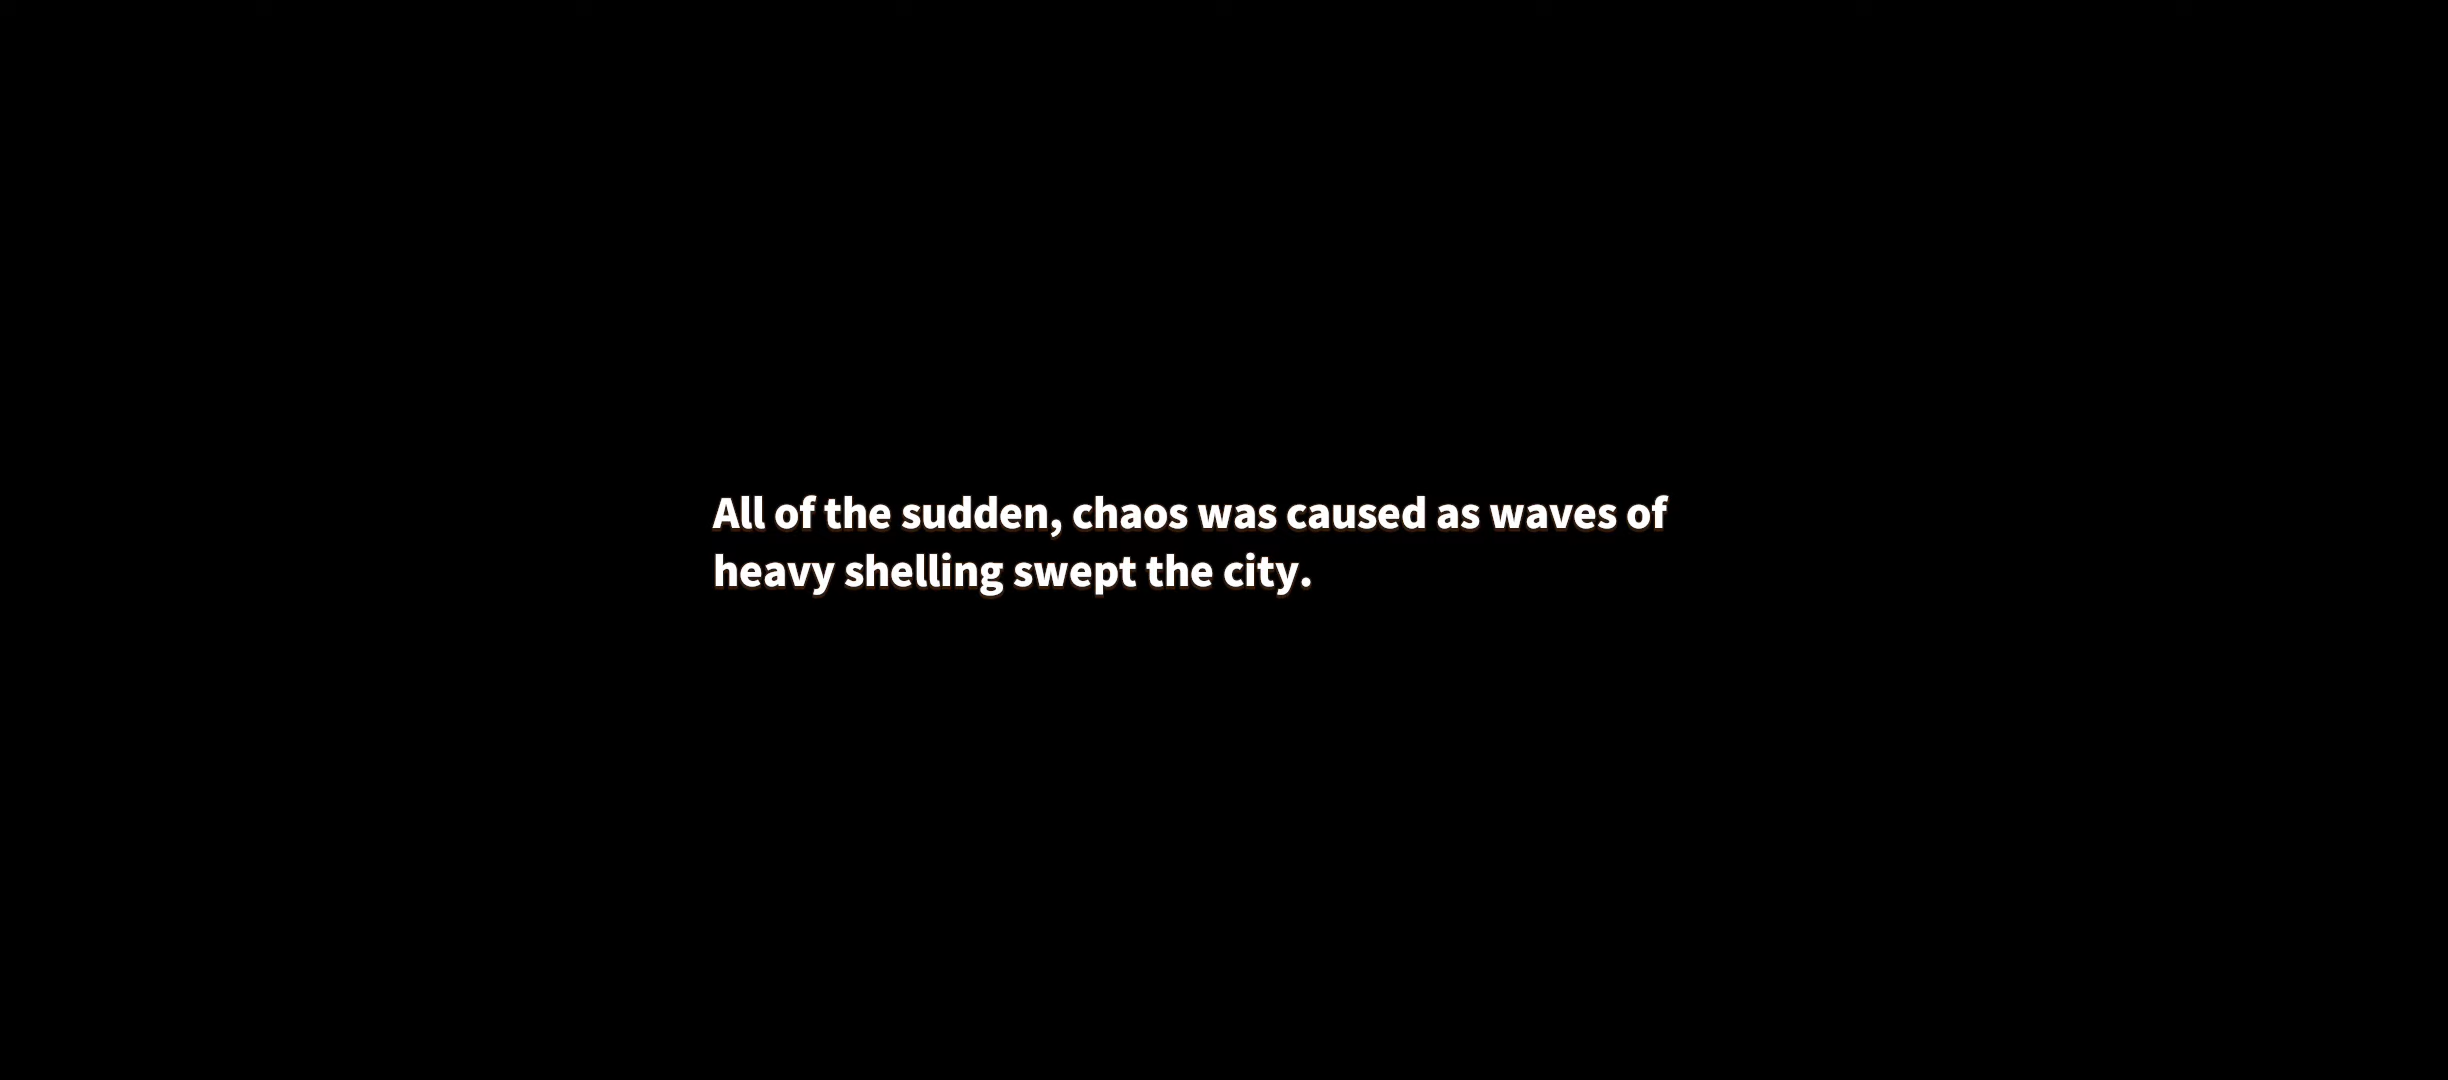 All of the sudden, chaos was caused as waves of
heavy shelling swept the city.